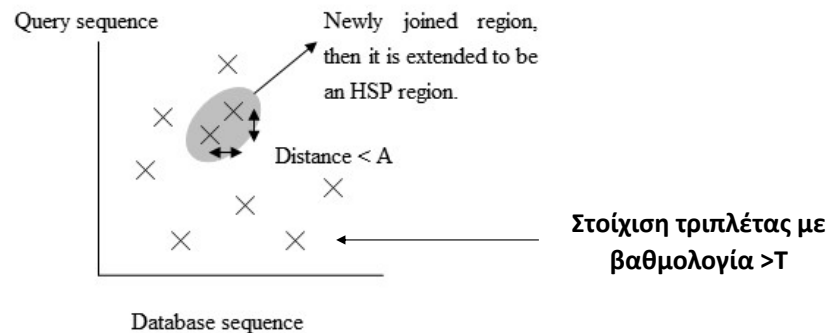 Query sequence
Newly joined region,
then it is extended to be
an HSP region.
Distance < A
Στοίχιση τριπλέτας με
βαθμολογία >Τ
Database sequence